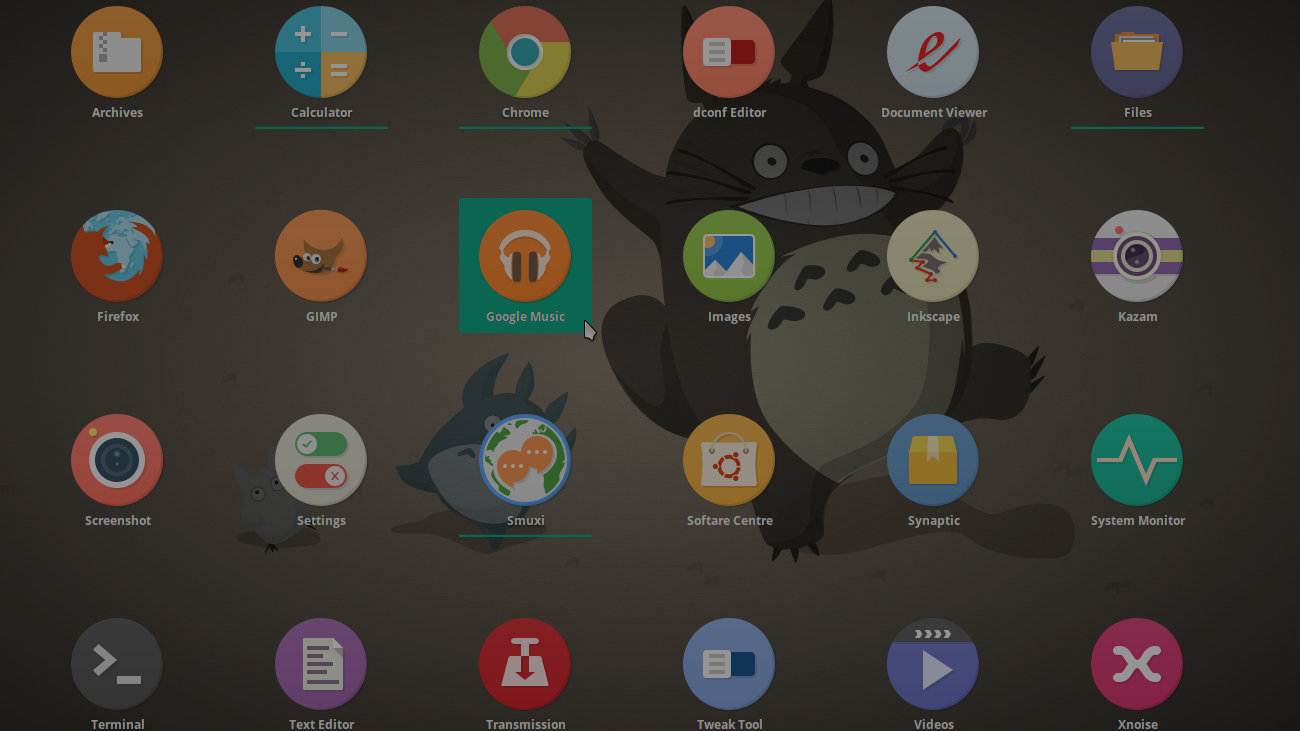 Archives
Calculator
Chrome
dconf Editor
Document Viewer
Files
Firefox
GIMP
Google Music
Images
Inkscape
Kazam
Screenshot
Settings
Smuxi
Softare Centre
Synaptic
System Monitor
Terminal
Text Editor
Transmission
Tweak Tool
Videos
Xnoise